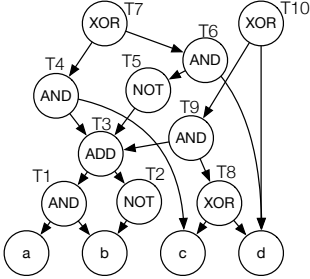 XOR T7 XOR T10
T4 T6
T5 AND
AND NOT
T3 T9
ADD AND
T1 T2 T8
AND NOT XOR
a b c d